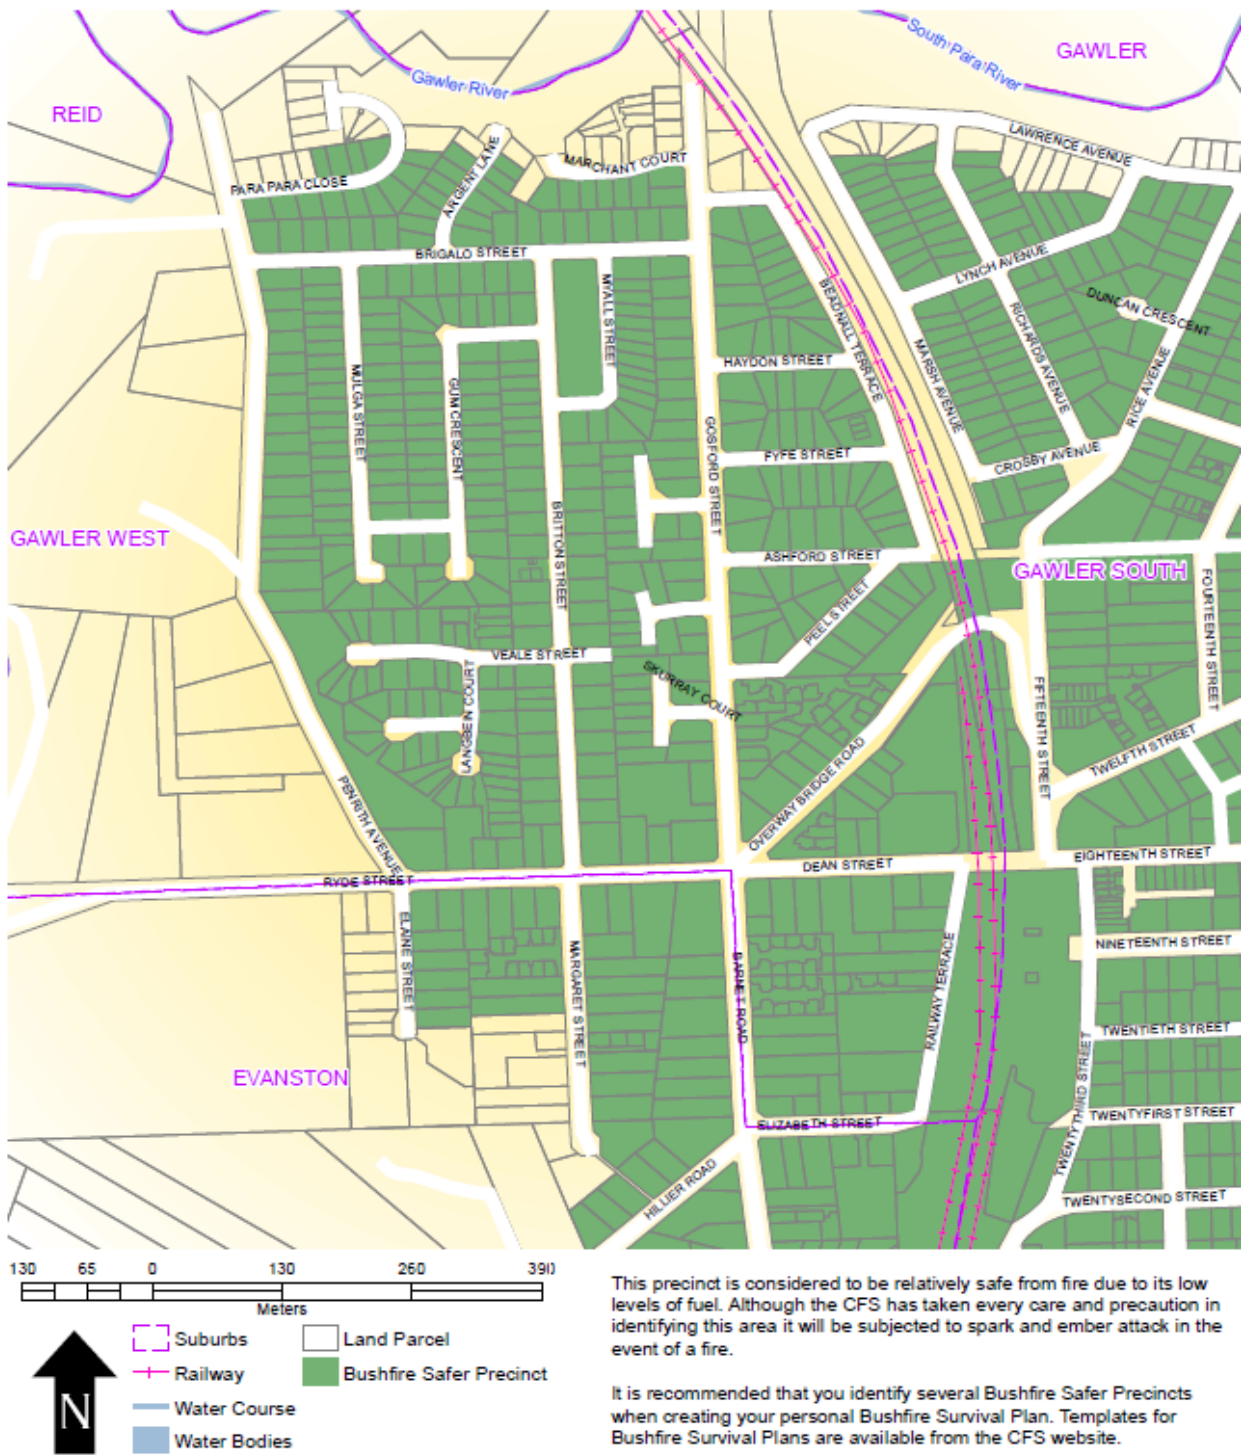 GAWLER
South Para River
Gawler River
REID
LAWRENCE AVENUE
MARCHANT COURT
ARGENT LANE
PARA PARA CLOSE
BRIGALO STREET
LYNCH AVENUE
DUNCAN CRESCENT
MYALL STREET
BEADNALL TERRACE
RICHARDS AVENUE
MARSH AVENUE
HAYDON STREET
RICE AVENUE
MULGA STREET
GUM CRESCENT
GOSFORD STREET
FYFE STREET
CROSBY AVENUE
GAWLER WEST
BRITTON STREET
ASHFORD STREET
GAWLER SOUTH
PEEL STREET
FOURTEENTH STREET
VEALE STREET
SKURRAY COURT
LANGBEIN COURT
FIFTEENTH STREET
TWELFTH STREET
OVERWAY BRIDGE ROAD
PENRITH AVENUE
DEAN STREET
EIGHTEENTH STREET
RYDE STREET
ELAINE STREET
MARGARET STREET
BARNET ROAD
RAILWAY TERRACE
NINETEENTH STREET
TWENTIETH STREET
TWENTYTHIRD STREET
EVANSTON
ELIZABETH STREET
TWENTYFIRST STREET
HILLIER ROAD
TWENTYSECOND STREET
130 65 0 130 260 390
Meters
N
Suburbs
Railway
Water Course
Water Bodies
Land Parcel
Bushfire Safer Precinct
This precinct is considered to be relatively safe from fire due to its low
levels of fuel. Although the CFS has taken every care and precaution in
identifying this area it will be subjected to spark and ember attack in the
event of a fire.
It is recommended that you identify several Bushfire Safer Precincts
when creating your personal Bushfire Survival Plan. Templates for
Bushfire Survival Plans are available from the CFS website.